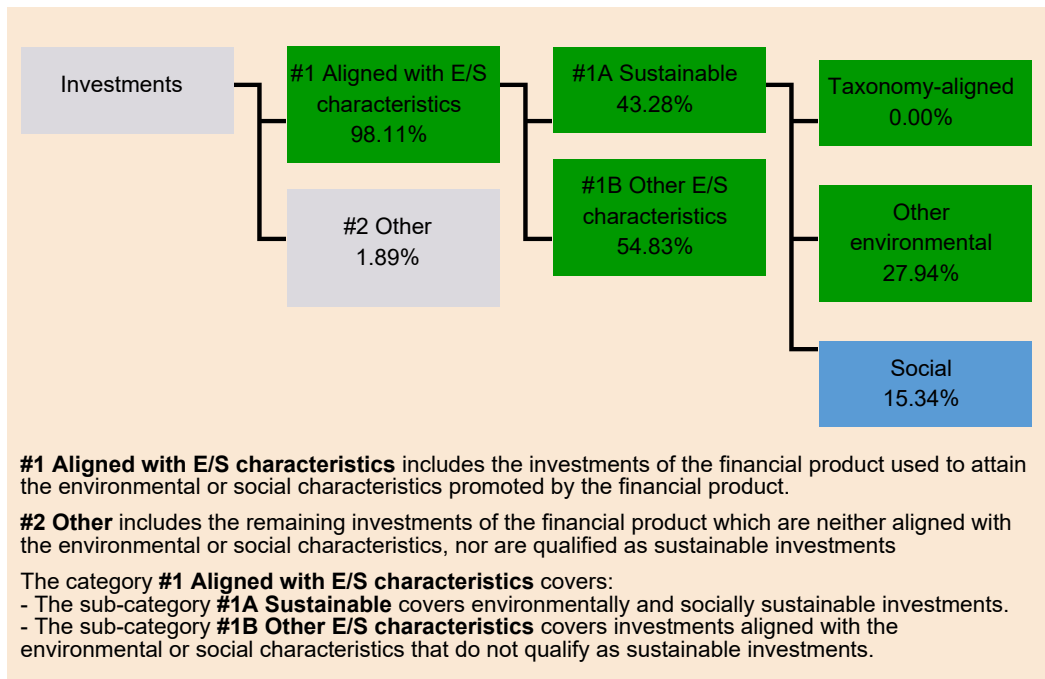 Investments
#1 Aligned with E/S
characteristics
98.11%
#2 Other
1.89%
#1A Sustainable
43.28%
#1B Other E/S
characteristics
54.83%
Taxonomy-aligned
0.00%
Other
environmental
27.94%
Social
15.34%
#1 Aligned with E/S characteristics includes the investments of the financial product used to attain
the environmental or social characteristics promoted by the financial product.
#2 Other includes the remaining investments of the financial product which are neither aligned with
the environmental or social characteristics, nor are qualified as sustainable investments
The category #1 Aligned with E/S characteristics covers:
- The sub-category #1A Sustainable covers environmentally and socially sustainable investments.
- The sub-category #1B Other E/S characteristics covers investments aligned with the
environmental or social characteristics that do not qualify as sustainable investments.